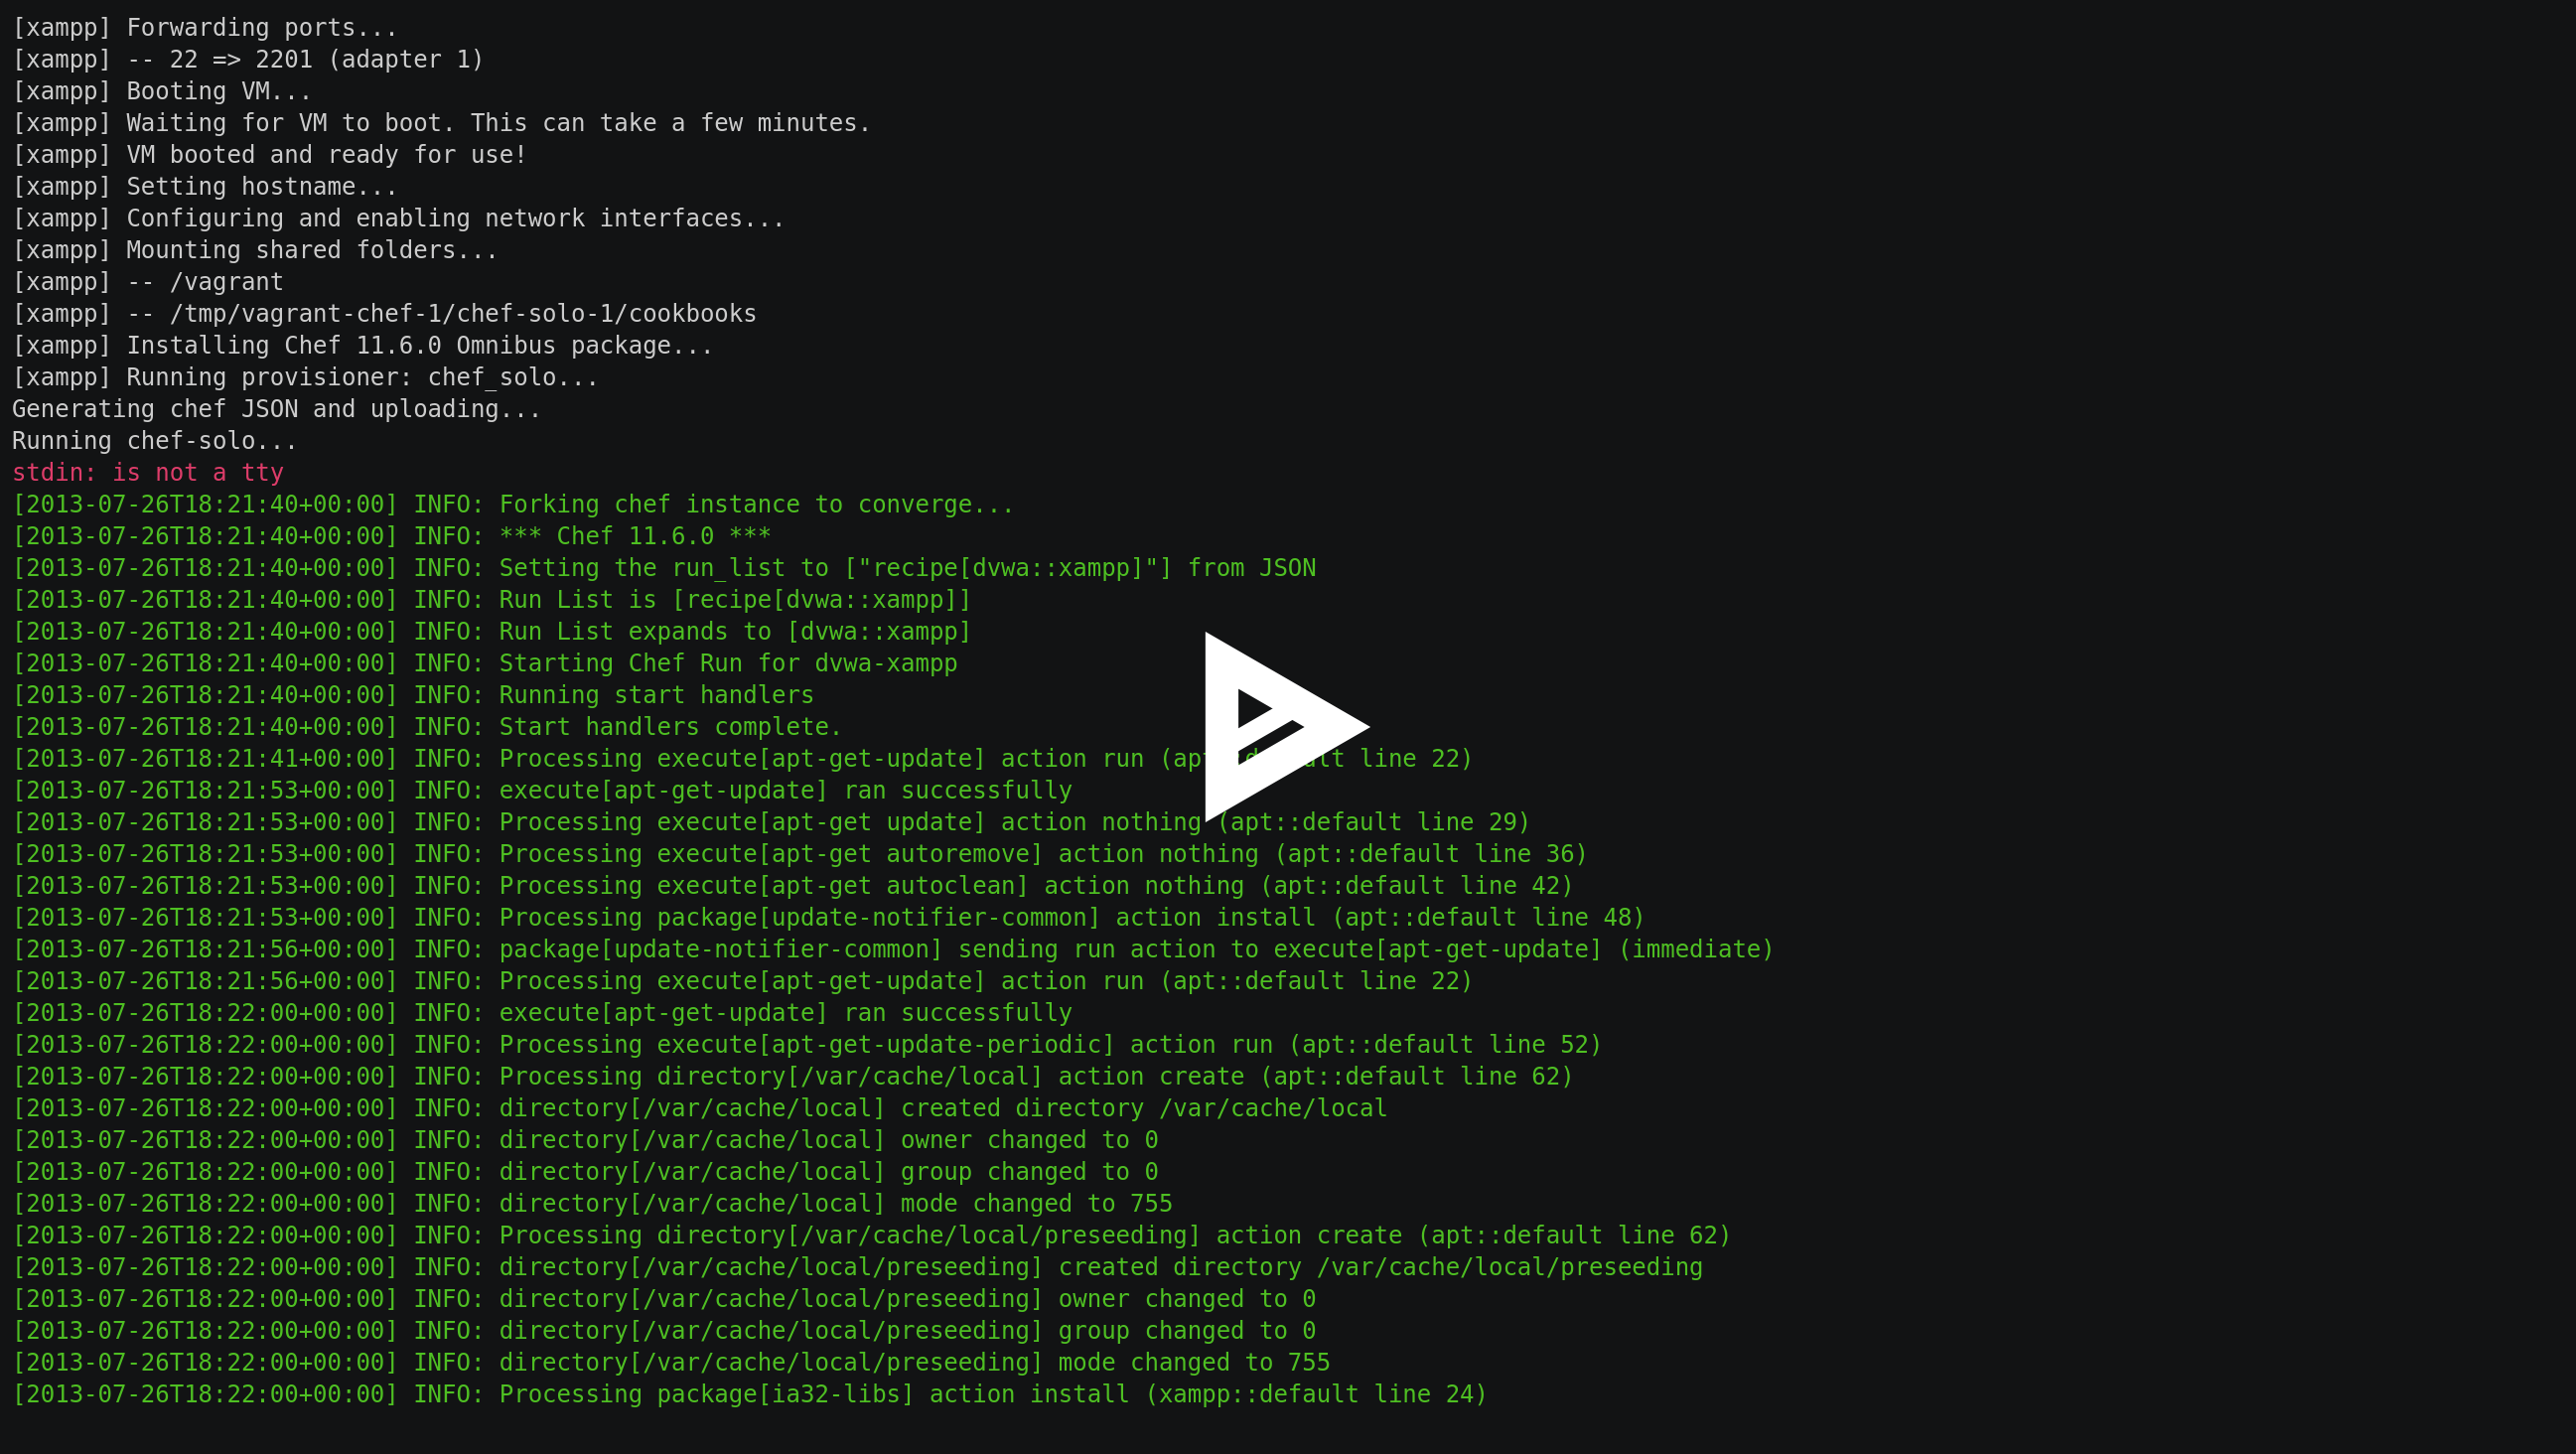 [xampp] Forwarding ports...
[xampp] -- 22 => 2201 (adapter 1)
[xampp] Booting VM...
[xampp] Waiting for VM to boot. This can take a few minutes.
[xampp] VM booted and ready for use!
[xampp] Setting hostname...
[xampp] Configuring and enabling network interfaces...
[xampp] Mounting shared folders...
[xampp] -- /vagrant
[xampp] -- /tmp/vagrant-chef-1/chef-solo-1/cookbooks
[xampp] Installing Chef 11.6.0 Omnibus package...
[xampp] Running provisioner: chef_solo...
Generating chef JSON and uploading...
Running chef-solo...
stdin: is not a tty
[2013-07-26T18:21:40+00:00] INFO: Forking chef instance to converge...
[2013-07-26T18:21:40+00:00] INFO: *** Chef 11.6.0 ***
[2013-07-26T18:21:40+00:00] INFO: Setting the run_list to ["recipe[dvwa::xampp]"] from JSON
[2013-07-26T18:21:40+00:00] INFO: Run List is [recipe[dvwa::xampp]]
[2013-07-26T18:21:40+00:00] INFO: Run List expands to [dvwa::xampp]
[2013-07-26T18:21:40+00:00] INFO: Starting Chef Run for dvwa-xampp
[2013-07-26T18:21:40+00:00] INFO: Running start handlers
[2013-07-26T18:21:40+00:00] INFO: Start handlers complete.
[2013-07-26T18:21:41+00:00] INFO: Processing execute[apt-get-update] action run line 22)
[2013-07-26T18:21:53+00:00] INFO: execute[apt-get-update] ran successfully
[2013-07-26T18:21:53+00:00] INFO: Processing execute[apt-get update] action nothing (apt::default line 29)
[2013-07-26T18:21:53+00:00] INFO: Processing execute[apt-get autoremove] action nothing (apt::default line 36)
[2013-07-26T18:21:53+00:00] INFO: Processing execute[apt-get autoclean] action nothing (apt::default line 42)
[2013-07-26T18:21:53+00:00] INFO: Processing package[update-notifier-common] action install (apt::default line 48)
[2013-07-26T18:21:56+00:00] INFO: package[update-notifier-common] sending run action to execute[apt-get-update] (immediate)
[2013-07-26T18:21:56+00:00] INFO: Processing execute[apt-get-update] action run (apt::default line 22)
[2013-07-26T18:22:00+00:00] INFO: execute[apt-get-update] ran successfully
[2013-07-26T18:22:00+00:00] INFO: Processing execute[apt-get-update-periodic] action run (apt::default line 52)
[2013-07-26T18:22:00+00:00] INFO: Processing directory[/var/cache/local] action create (apt::default line 62)
[2013-07-26T18:22:00+00:00] INFO: directory[/var/cache/local] created directory /var/cache/local
[2013-07-26T18:22:00+00:00] INFO: directory[/var/cache/local] owner changed to 0
[2013-07-26T18:22:00+00:00] INFO: directory[/var/cache/local] group changed to 0
[2013-07-26T18:22:00+00:00] INFO: directory[/var/cache/local] mode changed to 755
[2013-07-26T18:22:00+00:00] INFO: Processing directory[/var/cache/local/preseeding] action create (apt::default line 62)
[2013-07-26T18:22:00+00:00] INFO: directory[/var/cache/local/preseeding] created directory /var/cache/local/preseeding
[2013-07-26T18:22:00+00:00] INFO: directory[/var/cache/local/preseeding] owner changed to 0
[2013-07-26T18:22:00+00:00] INFO: directory[/var/cache/local/preseeding] group changed to 0
[2013-07-26T18:22:00+00:00] INFO: directory[/var/cache/local/preseeding] mode changed to 755
[2013-07-26T18:22:00+00:00] INFO: Processing package[ia32-libs] action install (xampp::default line 24)